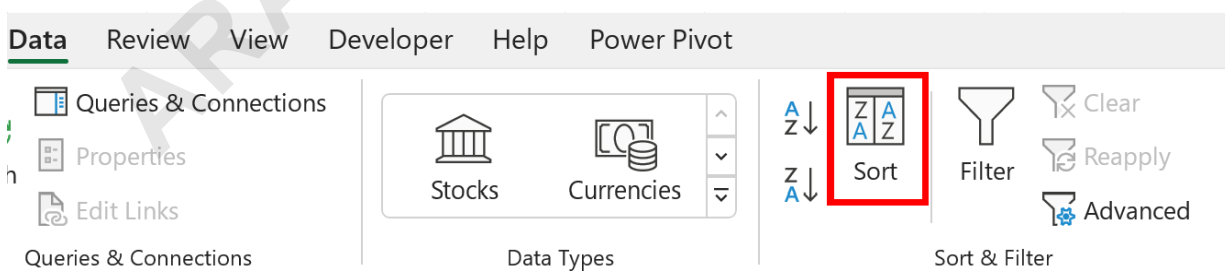 Data Review View Developer Help Power Pivot
Queries & Connections
Properties
Edit Links
Queries & Connections
Stocks
Currencies
Data Types
A
Z
Z
A
Z A
A Z
Sort
Filter
Clear
Reapply
Advanced
Sort & Filter